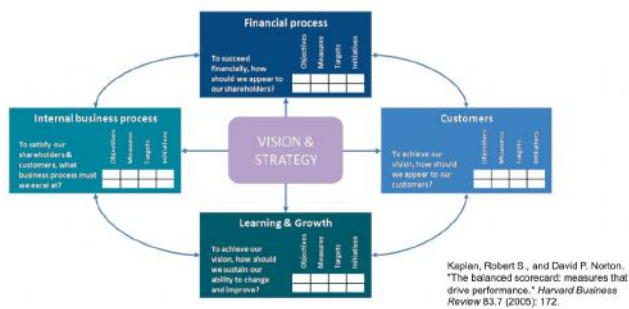 Financial process
To succeed
financially, how
should we appear to
our shareholders?
Objectives
Measures
Targets
Initiatives
Internal business process
To satisfy our
shareholders &
customers, what
business process must
we excel at?
Objectives
Measures
Targets
Initiatives
VISION &
STRATEGY
Customers
To achieve our
vision, how should
we appear to our
customers?
Objectives
Measures
Targets
Initiatives
Learning & Growth
To achieve our
vision, how should
we sustain our
ability to change
and improve?
Objectives
Measures
Targets
Initiatives
Kaplan, Robert S., and David P. Norton.
"The balanced scorecard: measures that
drive performance." Harvard Business
Review 83.7 (2005): 172.